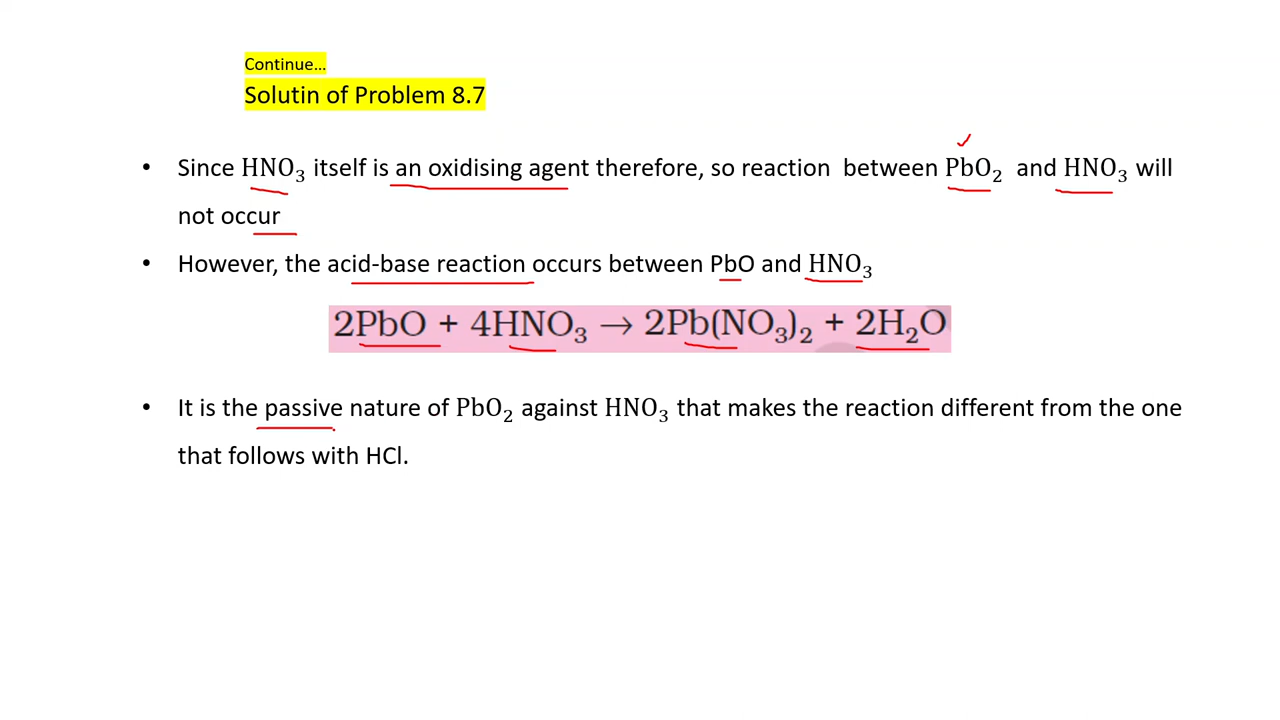 Continue…
Solutin of Problem 8.7
• Since HNO₃ itself is an oxidising agent therefore, so reaction between PbO₂ and HNO₃ will
not occur
• However, the acid-base reaction occurs between PbO and HNO₃
2PbO + 4HNO₃ → 2Pb(NO₃)₂ + 2H₂O
• It is the passive nature of PbO₂ against HNO₃ that makes the reaction different from the one
that follows with HCl.